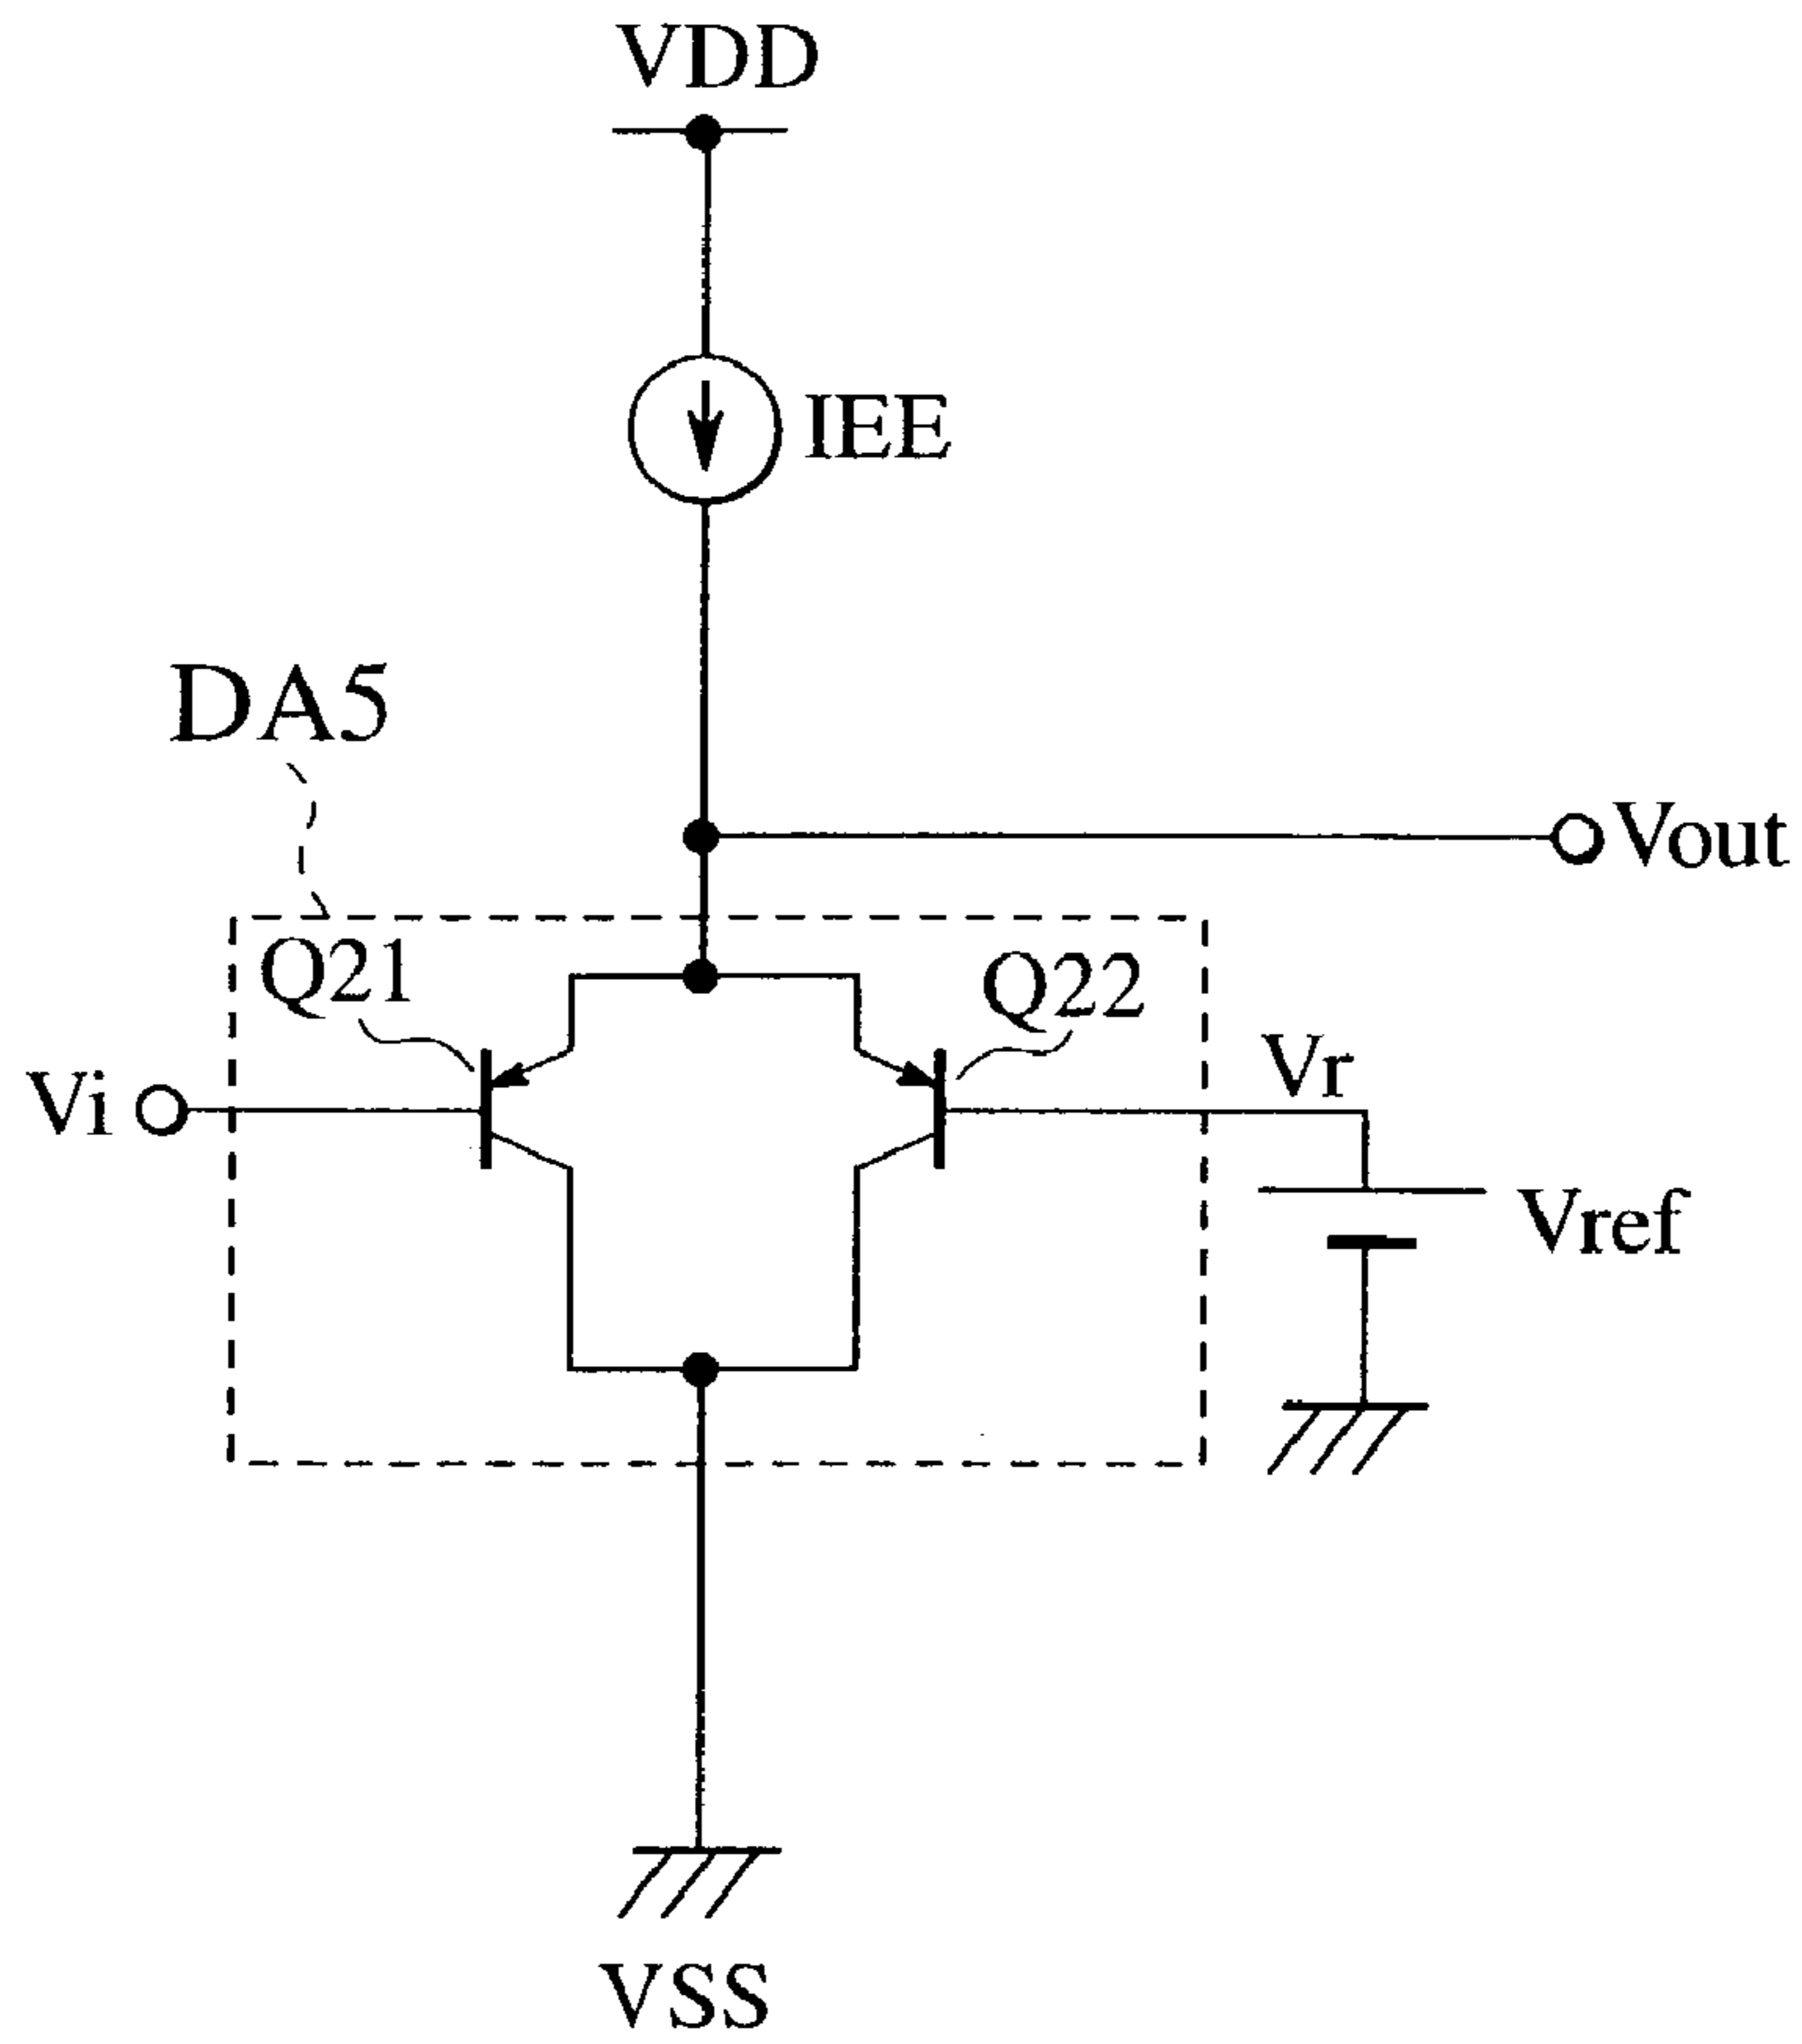 VDD
IEE
DA5
Vout
Q21
Q22
Vi
Vr
Vref
VSS